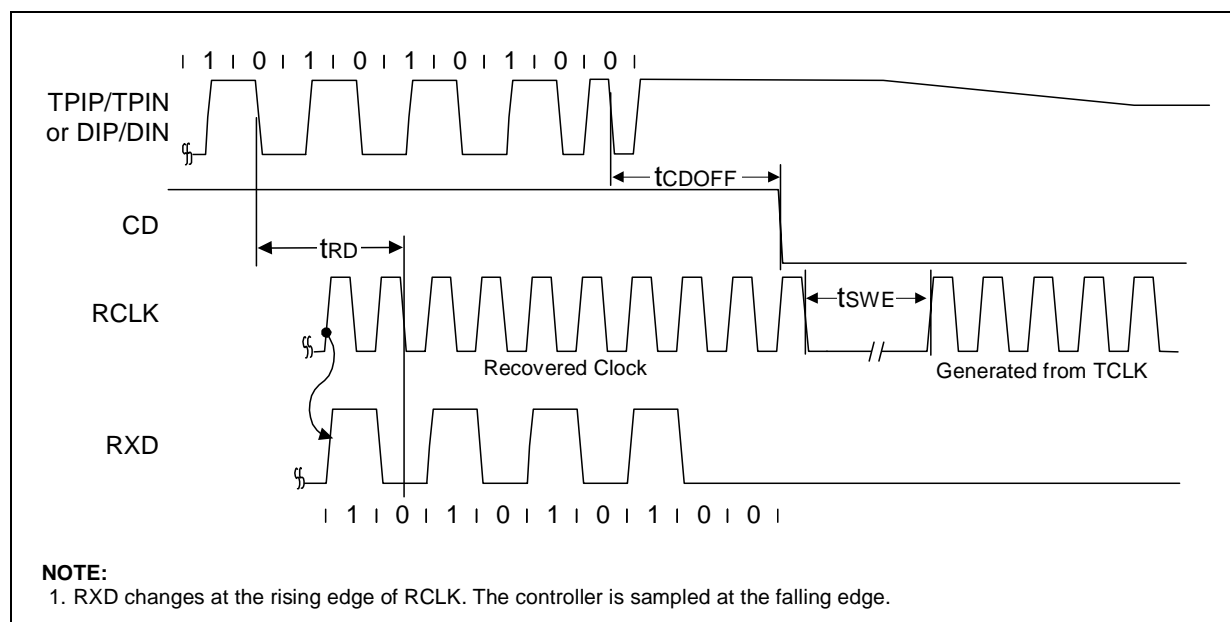 1 0 1 0 1 0 1 0 0
TPIP/TPIN
or DIP/DIN
tCDOFF
CD
tRD
RCLK
tSWE
Recovered Clock
Generated from TCLK
RXD
1 0 1 0 1 0 1 0 0
NOTE:
1. RXD changes at the rising edge of RCLK. The controller is sampled at the falling edge.